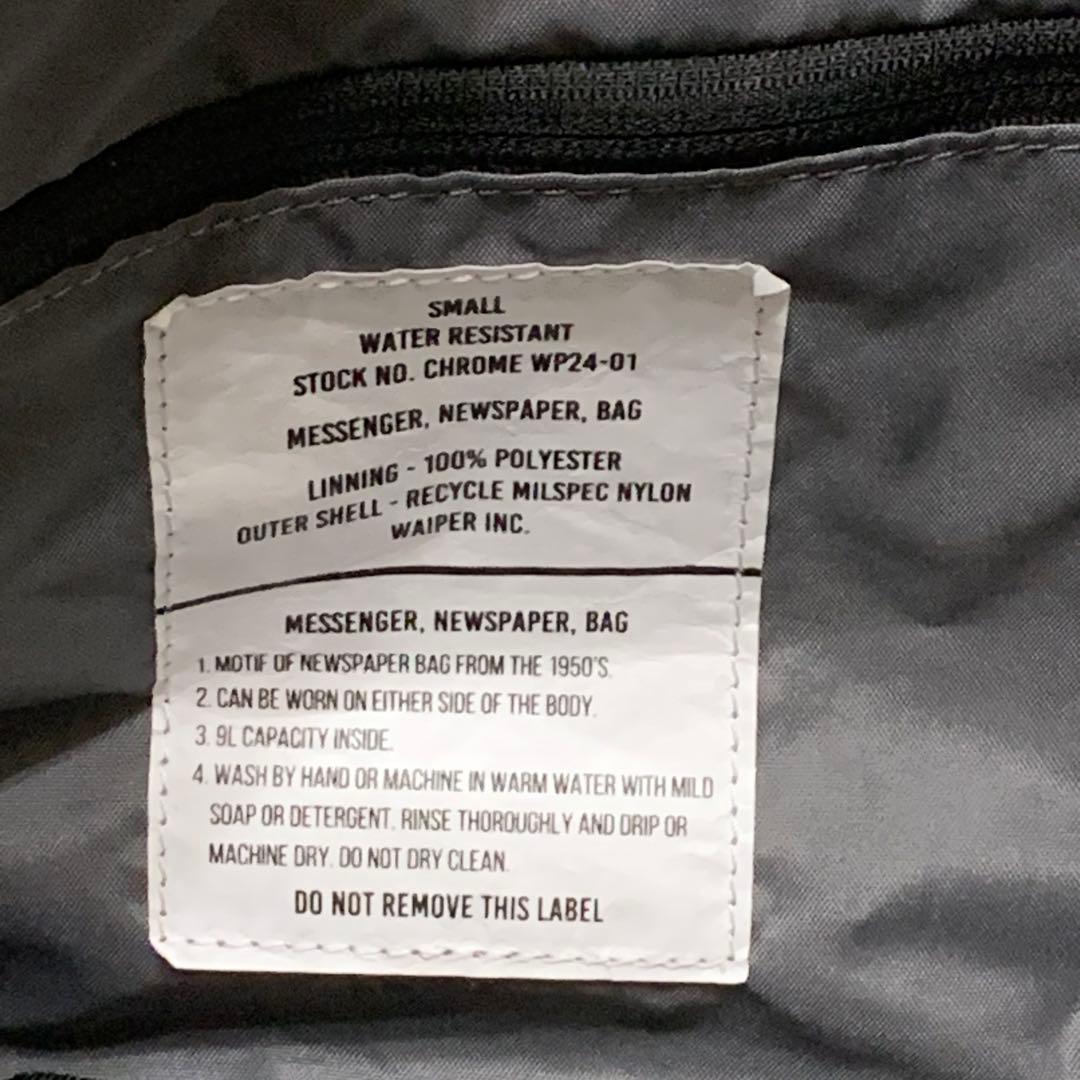 SMALL
WATER RESISTANT
STOCK NO. CHROME WP24-01
MESSENGER, NEWSPAPER, BAG
LINNING - 100% POLYESTER
OUTER SHELL - RECYCLE MILSPEC NYLON
WAIPER INC.
MESSENGER, NEWSPAPER, BAG
1. MOTIF OF NEWSPAPER BAG FROM THE 1950'S.
2. CAN BE WORN ON EITHER SIDE OF THE BODY.
3. 9L CAPACITY INSIDE.
4. WASH BY HAND OR MACHINE IN WARM WATER WITH MILD
SOAP OR DETERGENT. RINSE THOROUGHLY AND DRIP OR
MACHINE DRY. DO NOT DRY CLEAN.
DO NOT REMOVE THIS LABEL